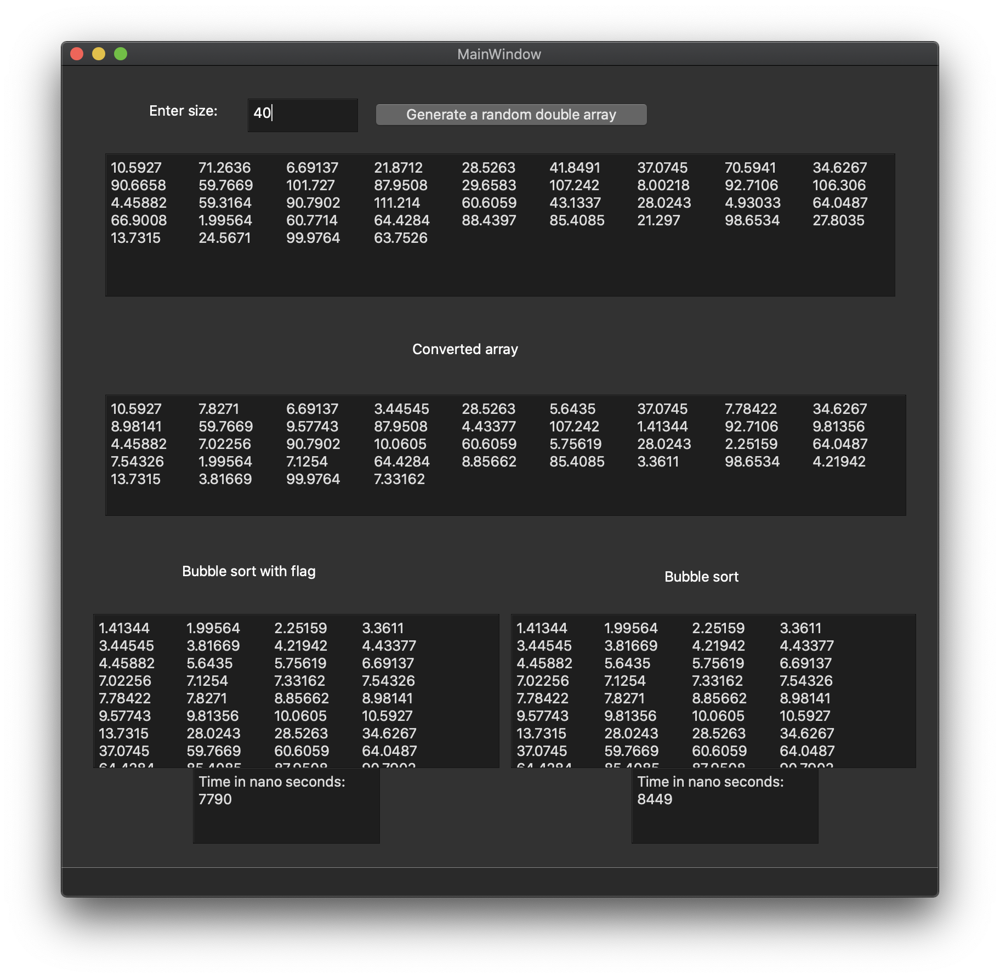 MainWindow
Enter size: 40 Generate a random double array
10.5927 71.2636 6.69137 21.8712 28.5263 41.8491 37.0745 70.5941 34.6267
90.6658 59.7669 101.727 87.9508 29.6583 107.242 8.00218 92.7106 106.306
4.45882 59.3164 90.7902 111.214 60.6059 43.1337 28.0243 4.93033 64.0487
66.9008 1.99564 60.7714 64.4284 88.4397 85.4085 21.297 98.6534 27.8035
13.7315 24.5671 99.9764 63.7526
Converted array
10.5927 7.8271 6.69137 3.44545 28.5263 5.6435 37.0745 7.78422 34.6267
8.98141 59.7669 9.57743 87.9508 4.43377 107.242 1.41344 92.7106 9.81356
4.45882 7.02256 90.7902 10.0605 60.6059 5.75619 28.0243 2.25159 64.0487
7.54326 1.99564 7.1254 64.4284 8.85662 85.4085 3.3611 98.6534 4.21942
13.7315 3.81669 99.9764 7.33162
Bubble sort with flag
1.41344 1.99564 2.25159 3.3611
3.44545 3.81669 4.21942 4.43377
4.45882 5.6435 5.75619 6.69137
7.02256 7.1254 7.33162 7.54326
7.78422 7.8271 8.85662 8.98141
9.57743 9.81356 10.0605 10.5927
13.7315 28.0243 28.5263 34.6267
37.0745 59.7669 60.6059 64.0487
64.4284 85.4085 87.9508 90.7902
Time in nano seconds:
7790
Bubble sort
1.41344 1.99564 2.25159 3.3611
3.44545 3.81669 4.21942 4.43377
4.45882 5.6435 5.75619 6.69137
7.02256 7.1254 7.33162 7.54326
7.78422 7.8271 8.85662 8.98141
9.57743 9.81356 10.0605 10.5927
13.7315 28.0243 28.5263 34.6267
37.0745 59.7669 60.6059 64.0487
64.4284 85.4085 87.9508 90.7902
Time in nano seconds:
8449